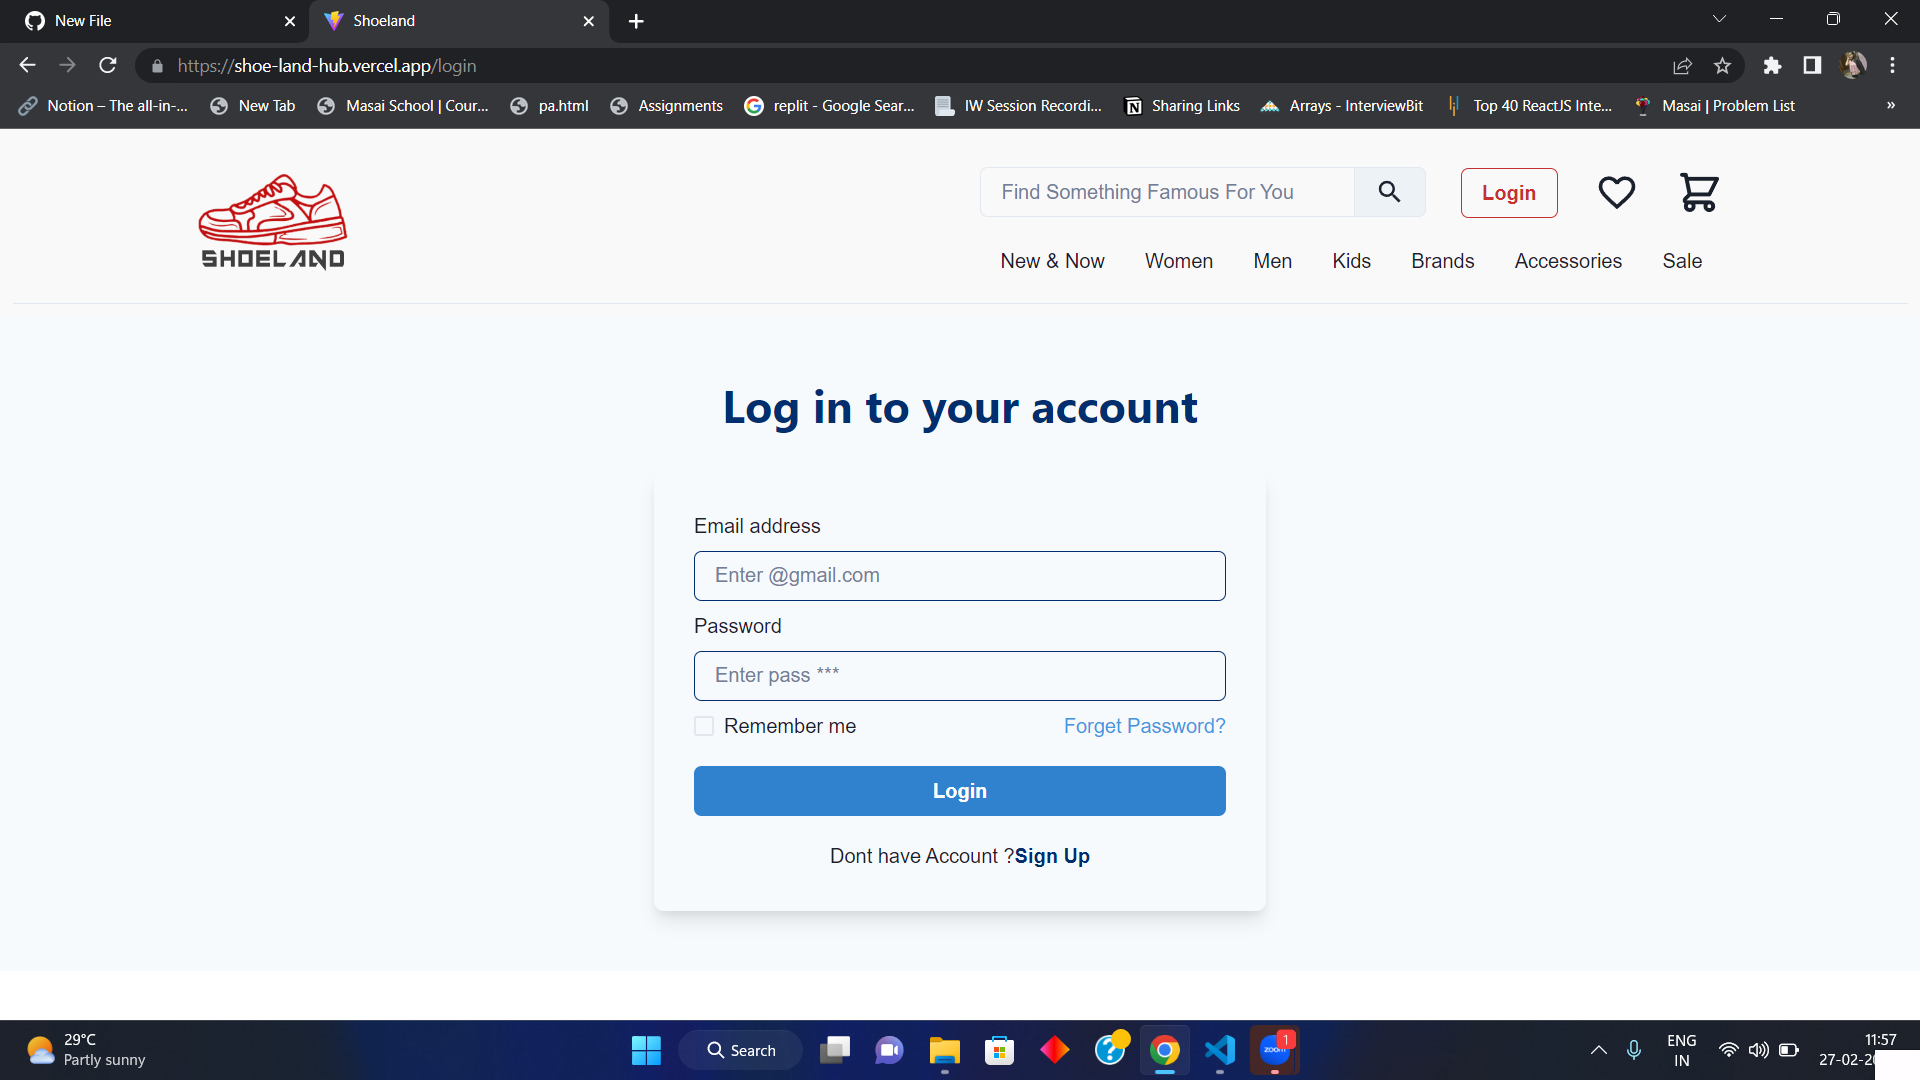 New File
Shoeland
https://shoe-land-hub.vercel.app/login
Notion – The all-in-...
New Tab
Masai School | Cour...
pa.html
Assignments
replit - Google Sear...
IW Session Recordi...
Sharing Links
Arrays - InterviewBit
Top 40 ReactJS Inte...
Masai | Problem List
»
SHOELAND
Find Something Famous For You
Login
New & Now
Women
Men
Kids
Brands
Accessories
Sale
Log in to your account
Email address
Enter @gmail.com
Password
Enter pass ***
Remember me
Forget Password?
Login
Dont have Account ?Sign Up
29°C
Partly sunny
Search
zoom
1
ENG
IN
11:57
27-02-2